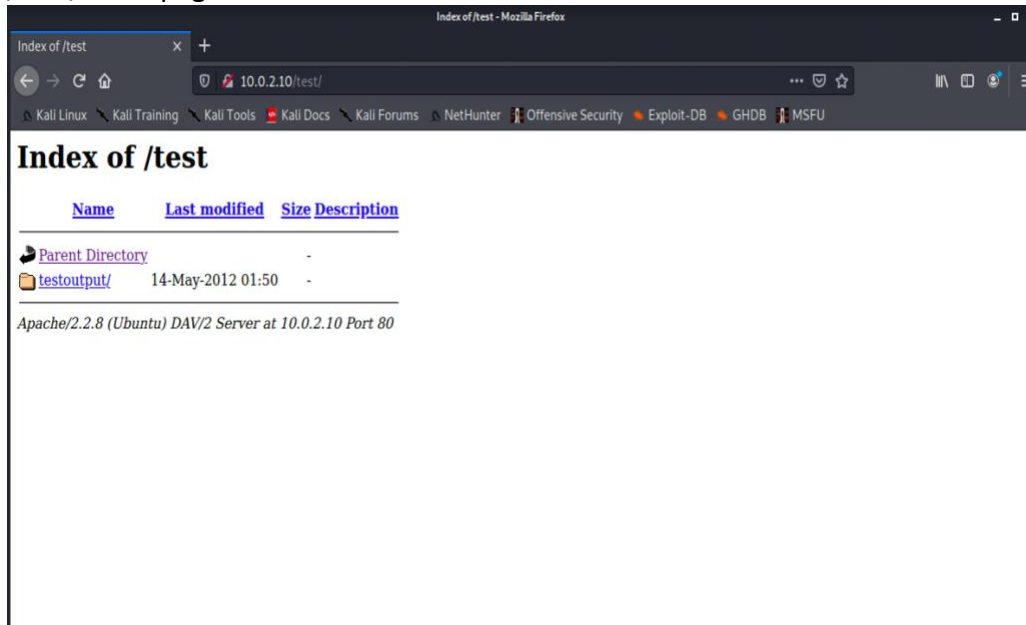 Index of /test - Mozilla Firefox
Index of /test
10.0.2.10/test/
Kali Linux Kali Training Kali Tools Kali Docs Kali Forums NetHunter Offensive Security Exploit-DB GHDB MSFU
Index of /test
Name Last modified Size Description
Parent Directory -
testoutput/ 14-May-2012 01:50 -
Apache/2.2.8 (Ubuntu) DAV/2 Server at 10.0.2.10 Port 80